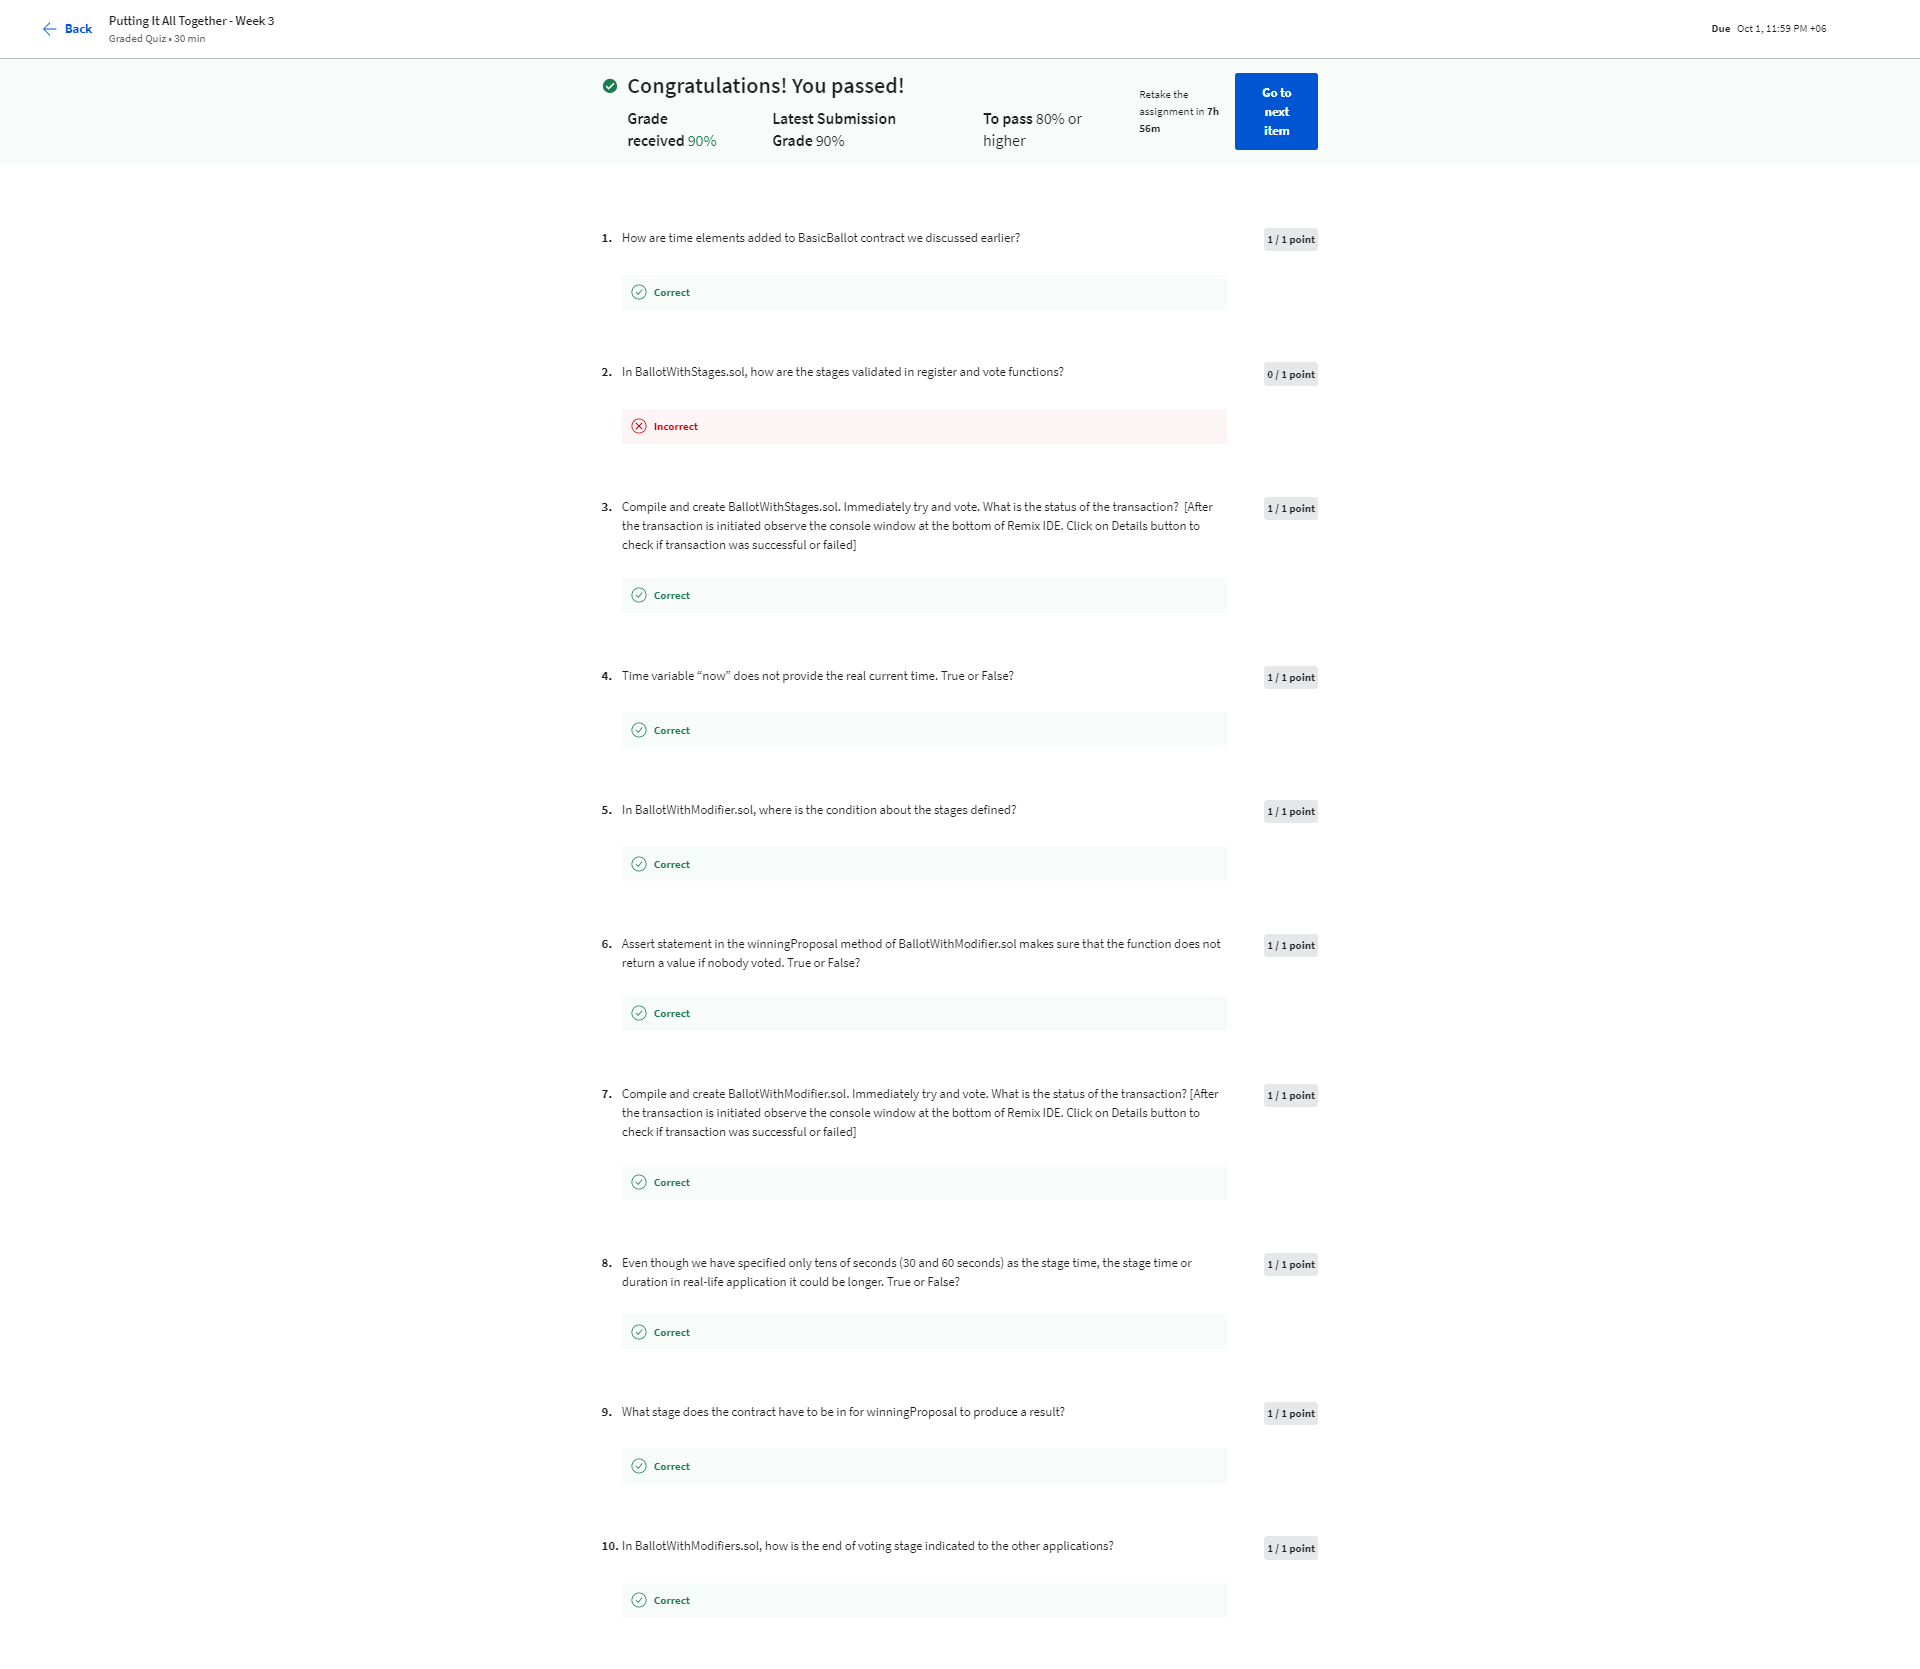 Back
Putting It All Together - Week 3
Graded Quiz • 30 min
Due Oct 1, 11:59 PM +06
Congratulations! You passed!
Grade
received 90%
Latest Submission
Grade 90%
To pass 80% or
higher
Retake the
assignment in 7h
56m
Go to
next
item
1. How are time elements added to BasicBallot contract we discussed earlier?
1 / 1 point
Correct
2. In BallotWithStages.sol, how are the stages validated in register and vote functions?
0 / 1 point
Incorrect
3. Compile and create BallotWithStages.sol. Immediately try and vote. What is the status of the transaction? [After
the transaction is initiated observe the console window at the bottom of Remix IDE. Click on Details button to
check if transaction was successful or failed]
1 / 1 point
Correct
4. Time variable “now” does not provide the real current time. True or False?
1 / 1 point
Correct
5. In BallotWithModifier.sol, where is the condition about the stages defined?
1 / 1 point
Correct
6. Assert statement in the winningProposal method of BallotWithModifier.sol makes sure that the function does not
return a value if nobody voted. True or False?
1 / 1 point
Correct
7. Compile and create BallotWithModifier.sol. Immediately try and vote. What is the status of the transaction? [After
the transaction is initiated observe the console window at the bottom of Remix IDE. Click on Details button to
check if transaction was successful or failed]
1 / 1 point
Correct
8. Even though we have specified only tens of seconds (30 and 60 seconds) as the stage time, the stage time or
duration in real-life application it could be longer. True or False?
1 / 1 point
Correct
9. What stage does the contract have to be in for winningProposal to produce a result?
1 / 1 point
Correct
10. In BallotWithModifiers.sol, how is the end of voting stage indicated to the other applications?
1 / 1 point
Correct